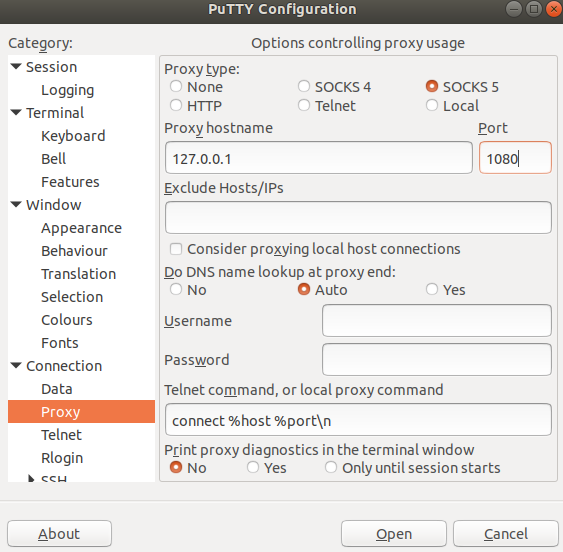 PuTTY Configuration
Category:
Session
Logging
Terminal
Keyboard
Bell
Features
Window
Appearance
Behaviour
Translation
Selection
Colours
Fonts
Connection
Data
Proxy
Telnet
Rlogin
SSH
Options controlling proxy usage
Proxy type:
None SOCKS 4 SOCKS 5
HTTP Telnet Local
Proxy hostname Port
127.0.0.1 1080
Exclude Hosts/IPs
Consider proxying local host connections
Do DNS name lookup at proxy end:
No Auto Yes
Username
Password
Telnet command, or local proxy command
connect %host %port\n
Print proxy diagnostics in the terminal window
No Yes Only until session starts
About Open Cancel